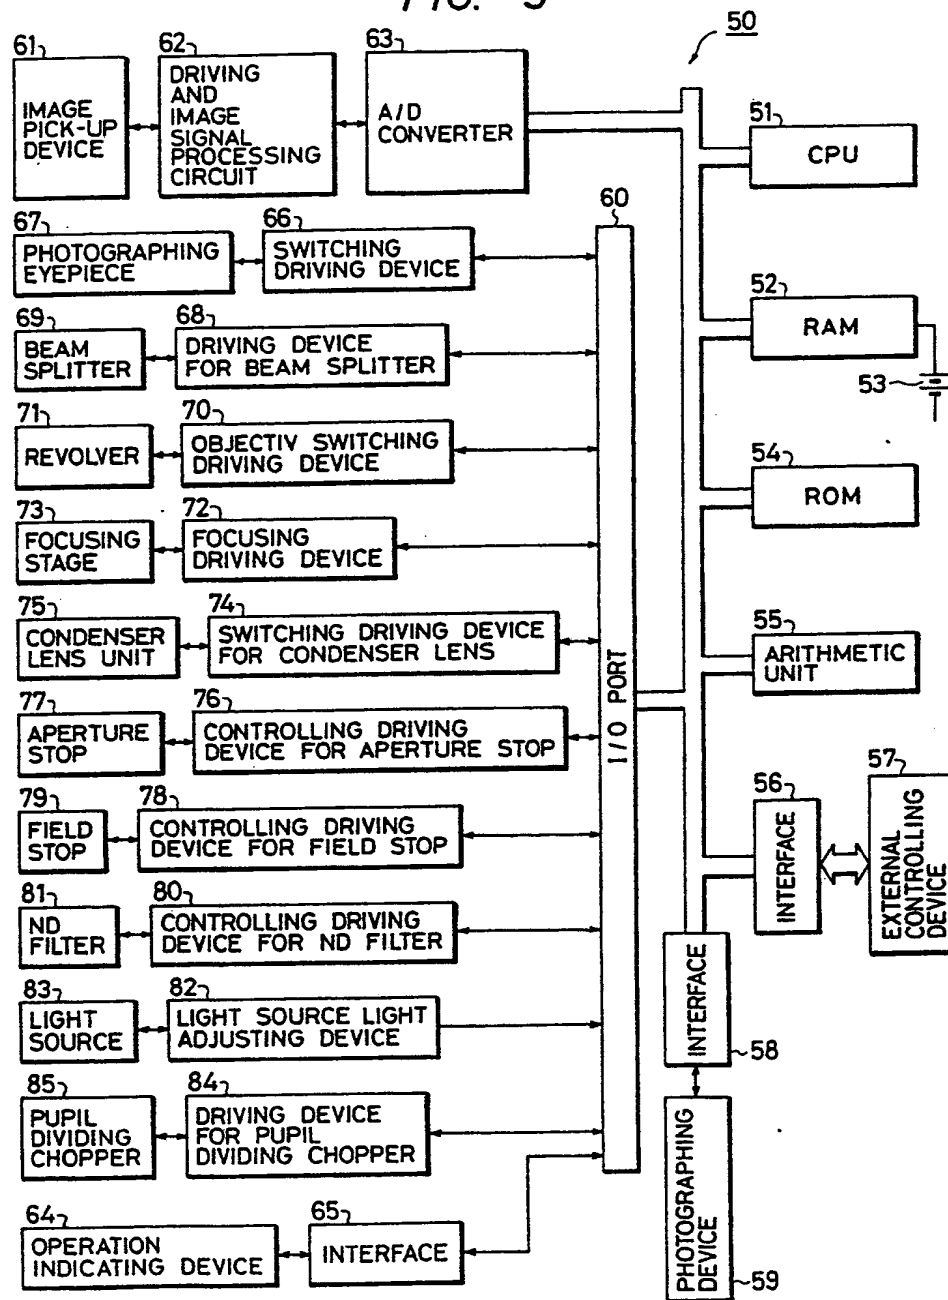 FIG. 5
50
61
IMAGE
PICK-UP
DEVICE
62
DRIVING
AND
IMAGE
SIGNAL
PROCESSING
CIRCUIT
63
A/D
CONVERTER
51
CPU
60
I/O PORT
67
PHOTOGRAPHING
EYEPIECE
66
SWITCHING
DRIVING DEVICE
52
RAM
53
69
BEAM
SPLITTER
68
DRIVING DEVICE
FOR BEAM SPLITTER
71
REVOLVER
70
OBJECTIV SWITCHING
DRIVING DEVICE
54
ROM
73
FOCUSING
STAGE
72
FOCUSING
DRIVING DEVICE
75
CONDENSER
LENS UNIT
74
SWITCHING DRIVING DEVICE
FOR CONDENSER LENS
55
ARITHMETIC
UNIT
77
APERTURE
STOP
76
CONTROLLING DRIVING
DEVICE FOR APERTURE STOP
56
INTERFACE
57
EXTERNAL
CONTROLLING
DEVICE
79
FIELD
STOP
78
CONTROLLING DRIVING
DEVICE FOR FIELD STOP
81
ND
FILTER
80
CONTROLLING DRIVING
DEVICE FOR ND FILTER
INTERFACE
58
83
LIGHT
SOURCE
82
LIGHT SOURCE LIGHT
ADJUSTING DEVICE
85
PUPIL
DIVIDING
CHOPPER
84
DRIVING DEVICE
FOR PUPIL
DIVIDING CHOPPER
PHOTOGRAPHING
DEVICE
59
64
OPERATION
INDICATING DEVICE
65
INTERFACE